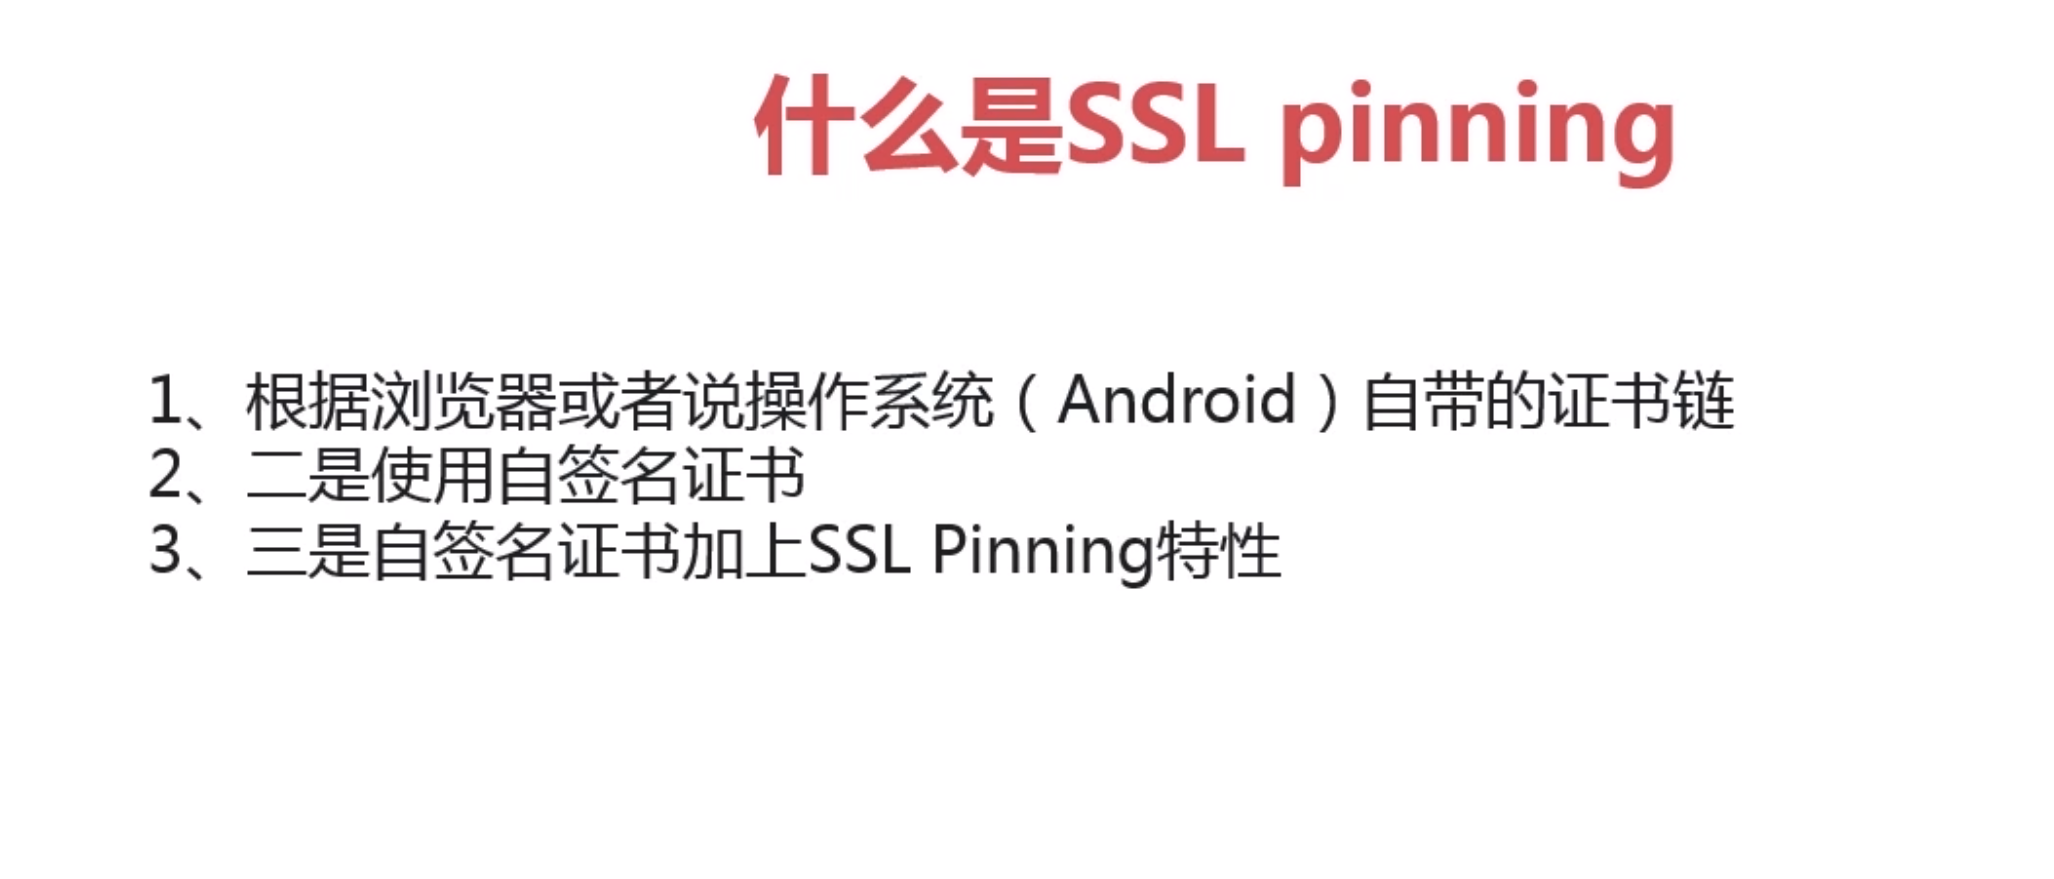 什么是SSL pinning
1、根据浏览器或者说操作系统（Android）自带的证书链
2、二是使用自签名证书
3、三是自签名证书加上SSL Pinning特性